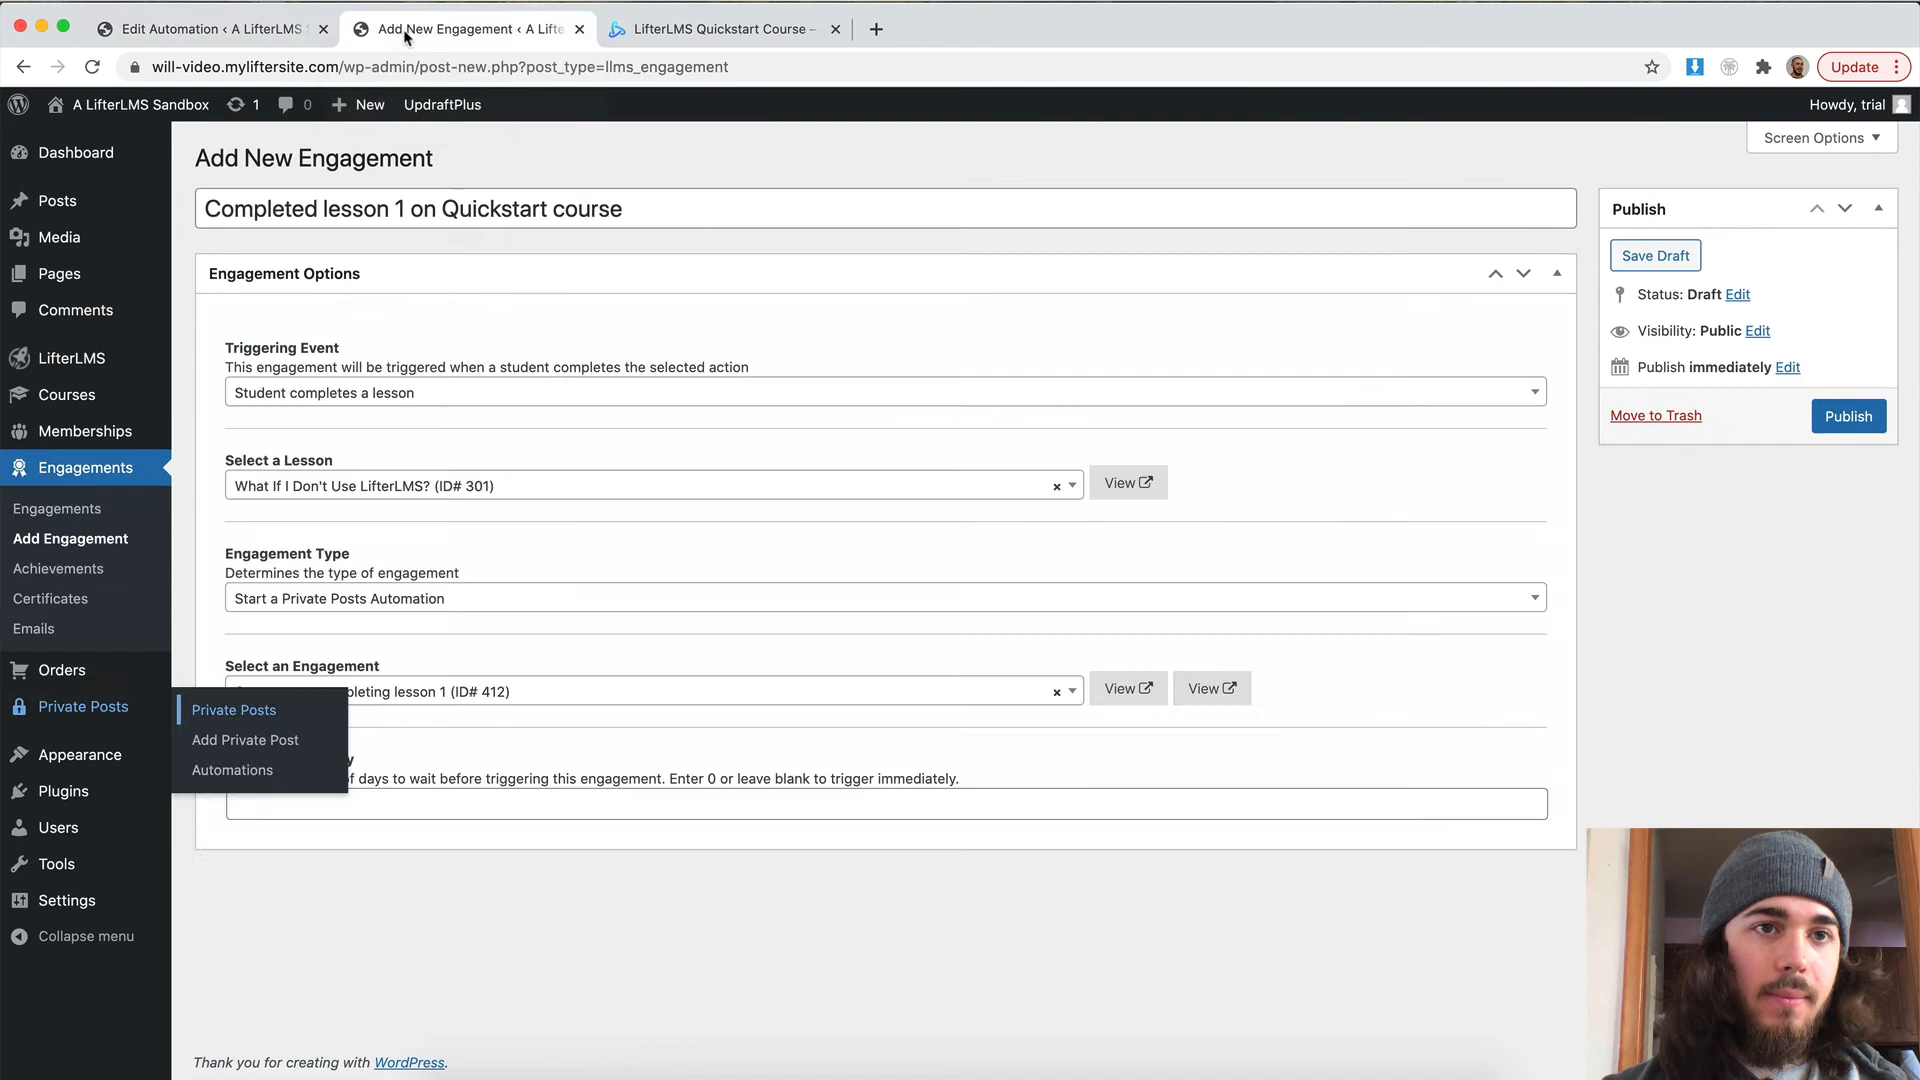 Edit Automation ‹ A LifterLMS S
Add New Engagement ‹ A Lifte
LifterLMS Quickstart Course –
will-video.myliftersite.com/wp-admin/post-new.php?post_type=llms_engagement
Update
A LifterLMS Sandbox
1
0
New
UpdraftPlus
Howdy, trial
Dashboard
Posts
Media
Pages
Comments
LifterLMS
Courses
Memberships
Engagements
Engagements
Add Engagement
Achievements
Certificates
Emails
Orders
Private Posts
Appearance
Plugins
Users
Tools
Settings
Collapse menu
Private Posts
Add Private Post
Automations
Screen Options
Add New Engagement
Completed lesson 1 on Quickstart course
Engagement Options
Triggering Event
This engagement will be triggered when a student completes the selected action
Student completes a lesson
Select a Lesson
What If I Don't Use LifterLMS? (ID# 301)
View
Engagement Type
Determines the type of engagement
Start a Private Posts Automation
Select an Engagement
pleting lesson 1 (ID# 412)
View
View
y
of days to wait before triggering this engagement. Enter 0 or leave blank to trigger immediately.
Publish
Save Draft
Status: Draft Edit
Visibility: Public Edit
Publish immediately Edit
Move to Trash
Publish
Thank you for creating with WordPress.